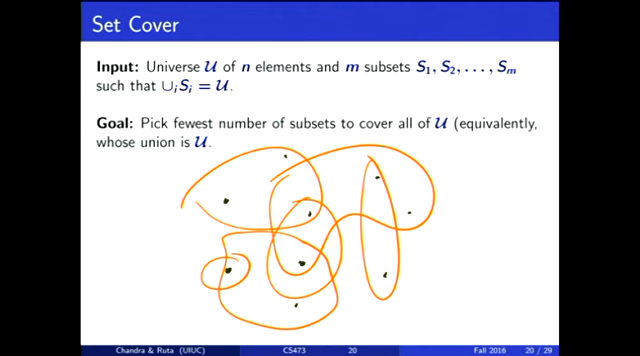 Set Cover
Input: Universe U of n elements and m subsets S₁, S₂, . . . , Sₘ
such that ∪ᵢSᵢ = U.
Goal: Pick fewest number of subsets to cover all of U (equivalently,
whose union is U.
Chandra & Ruta (UIUC) CS473 20 Fall 2016 20 / 29